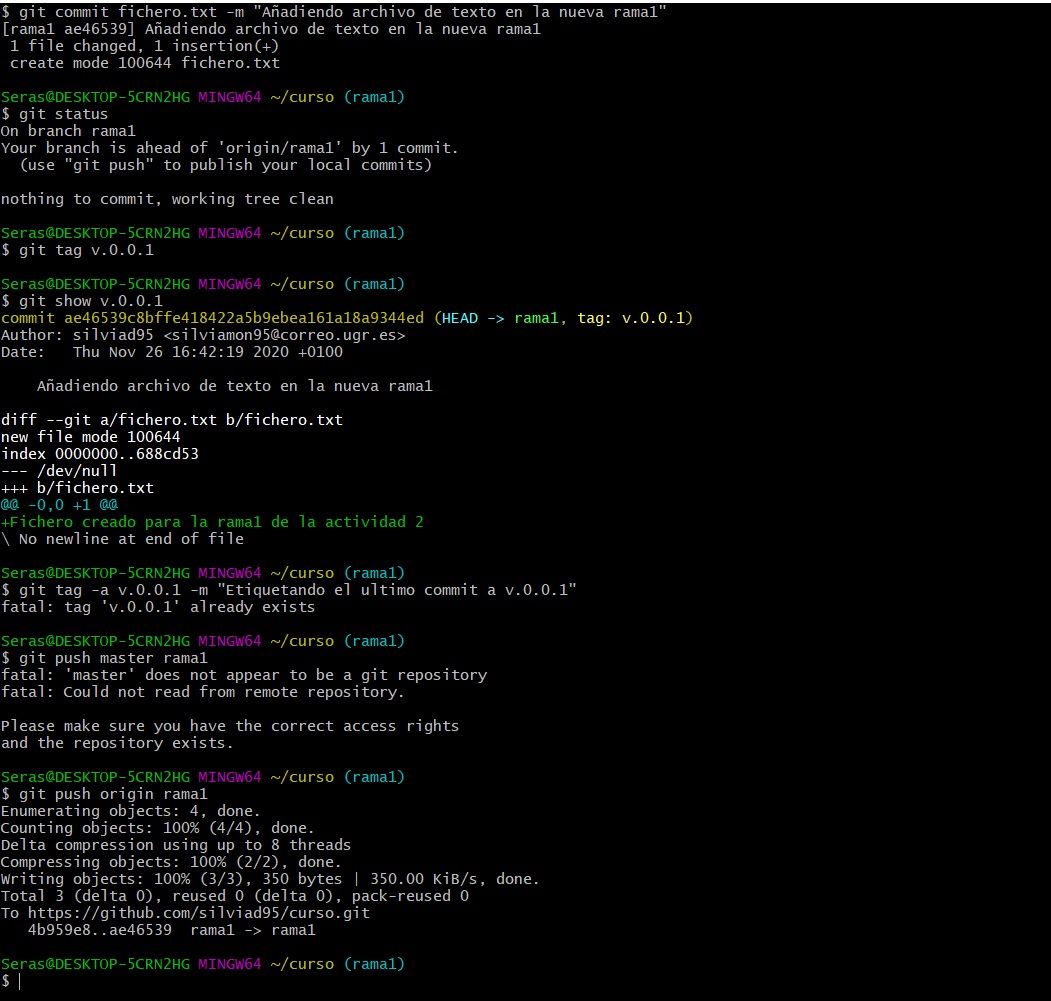 $ git commit fichero.txt -m "Añadiendo archivo de texto en la nueva rama1"
[rama1 ae46539] Añadiendo archivo de texto en la nueva rama1
 1 file changed, 1 insertion(+)
 create mode 100644 fichero.txt
Seras@DESKTOP-5CRN2HG MINGW64 ~/curso (rama1)
$ git status
On branch rama1
Your branch is ahead of 'origin/rama1' by 1 commit.
  (use "git push" to publish your local commits)
nothing to commit, working tree clean
Seras@DESKTOP-5CRN2HG MINGW64 ~/curso (rama1)
$ git tag v.0.0.1
Seras@DESKTOP-5CRN2HG MINGW64 ~/curso (rama1)
$ git show v.0.0.1
commit ae46539c8bffe418422a5b9ebea161a18a9344ed (HEAD -> rama1, tag: v.0.0.1)
Author: silviad95 <silviamon95@correo.ugr.es>
Date:   Thu Nov 26 16:42:19 2020 +0100
    Añadiendo archivo de texto en la nueva rama1
diff --git a/fichero.txt b/fichero.txt
new file mode 100644
index 0000000..688cd53
--- /dev/null
+++ b/fichero.txt
@@ -0,0 +1 @@
+Fichero creado para la rama1 de la actividad 2
\ No newline at end of file
Seras@DESKTOP-5CRN2HG MINGW64 ~/curso (rama1)
$ git tag -a v.0.0.1 -m "Etiquetando el ultimo commit a v.0.0.1"
fatal: tag 'v.0.0.1' already exists
Seras@DESKTOP-5CRN2HG MINGW64 ~/curso (rama1)
$ git push master rama1
fatal: 'master' does not appear to be a git repository
fatal: Could not read from remote repository.
Please make sure you have the correct access rights
and the repository exists.
Seras@DESKTOP-5CRN2HG MINGW64 ~/curso (rama1)
$ git push origin rama1
Enumerating objects: 4, done.
Counting objects: 100% (4/4), done.
Delta compression using up to 8 threads
Compressing objects: 100% (2/2), done.
Writing objects: 100% (3/3), 350 bytes | 350.00 KiB/s, done.
Total 3 (delta 0), reused 0 (delta 0), pack-reused 0
To https://github.com/silviad95/curso.git
   4b959e8..ae46539  rama1 -> rama1
Seras@DESKTOP-5CRN2HG MINGW64 ~/curso (rama1)
$